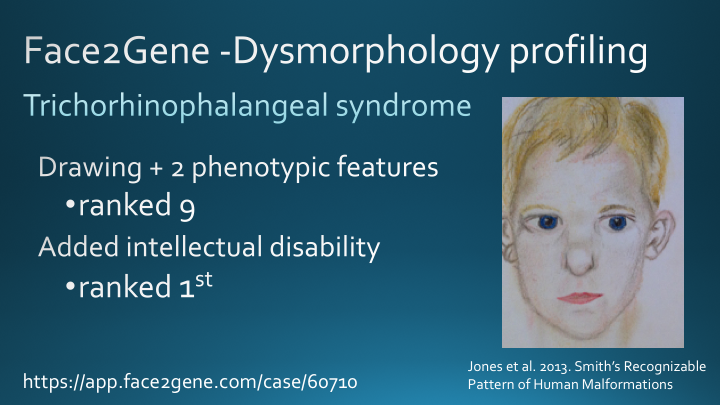 Face2Gene -Dysmorphology profiling
Trichorhinophalangeal syndrome
Drawing + 2 phenotypic features
•ranked 9
Added intellectual disability
•ranked 1st
Jones et al. 2013. Smith's Recognizable
Pattern of Human Malformations
https://app.face2gene.com/case/60710